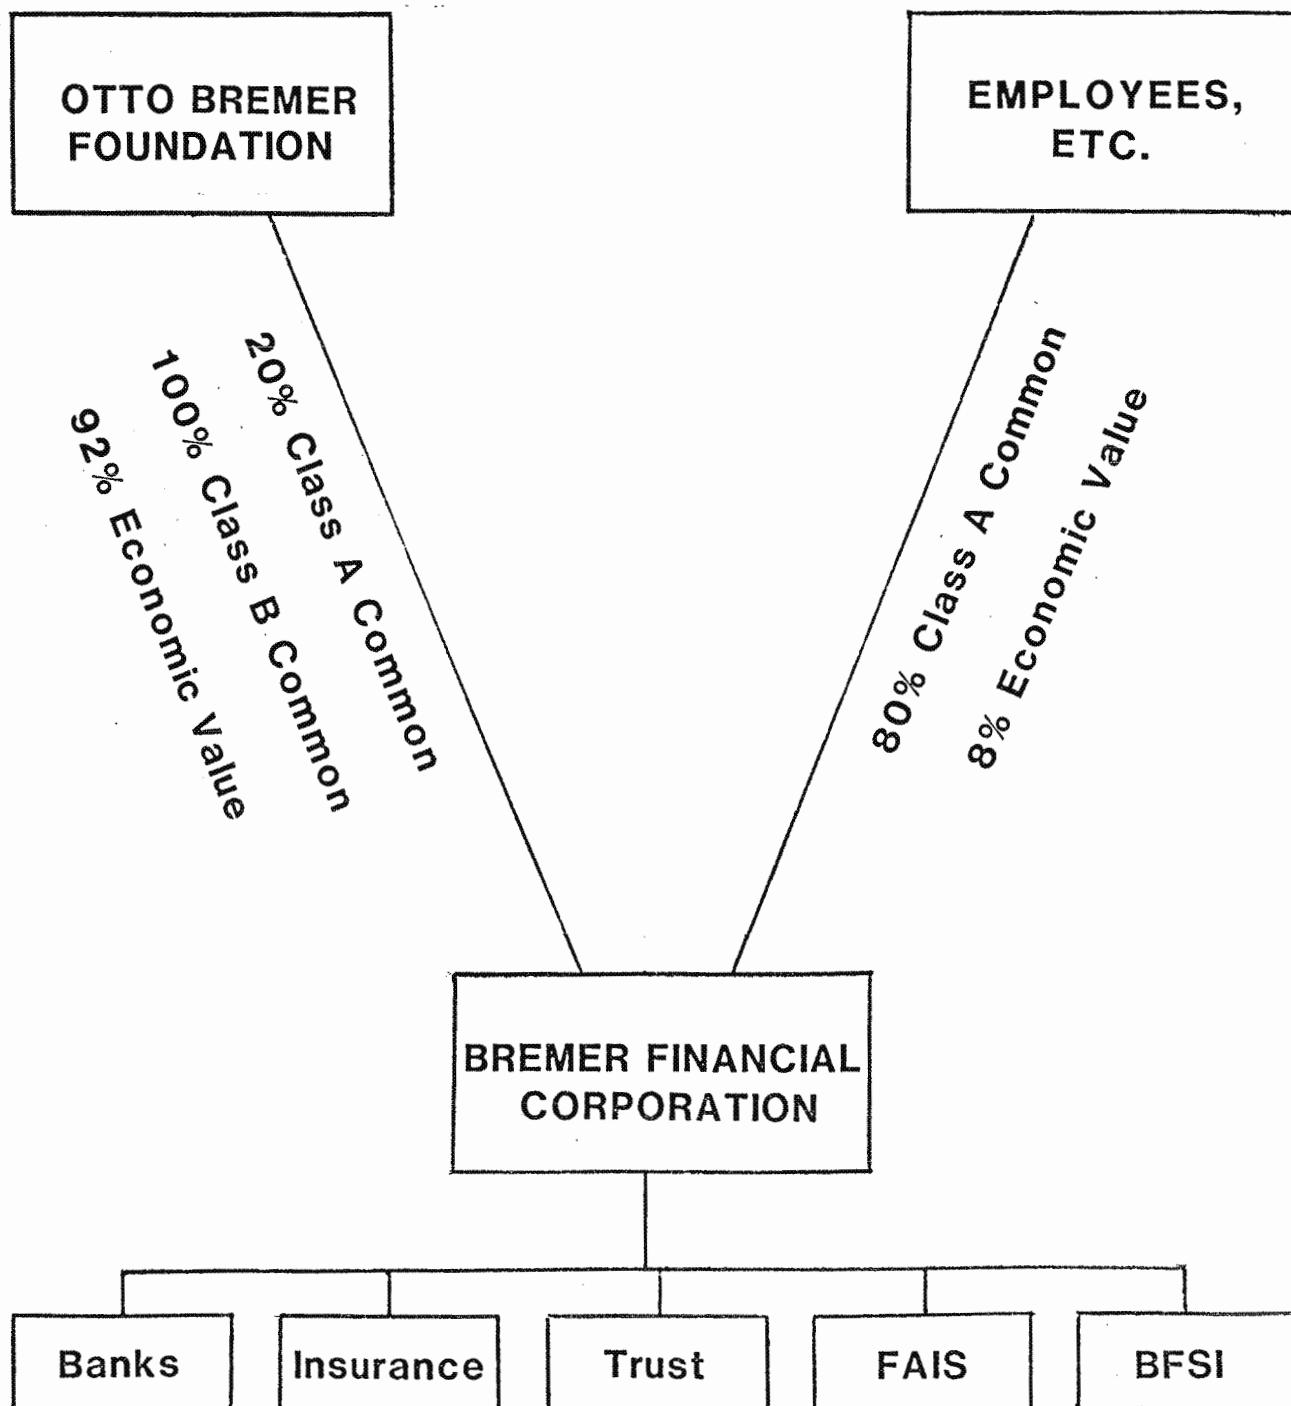 OTTO BREMER
FOUNDATION
EMPLOYEES,
ETC.
20% Class A Common
100% Class B Common
92% Economic Value
80% Class A Common
8% Economic Value
BREMER FINANCIAL
CORPORATION
Banks
Insurance
Trust
FAIS
BFSI